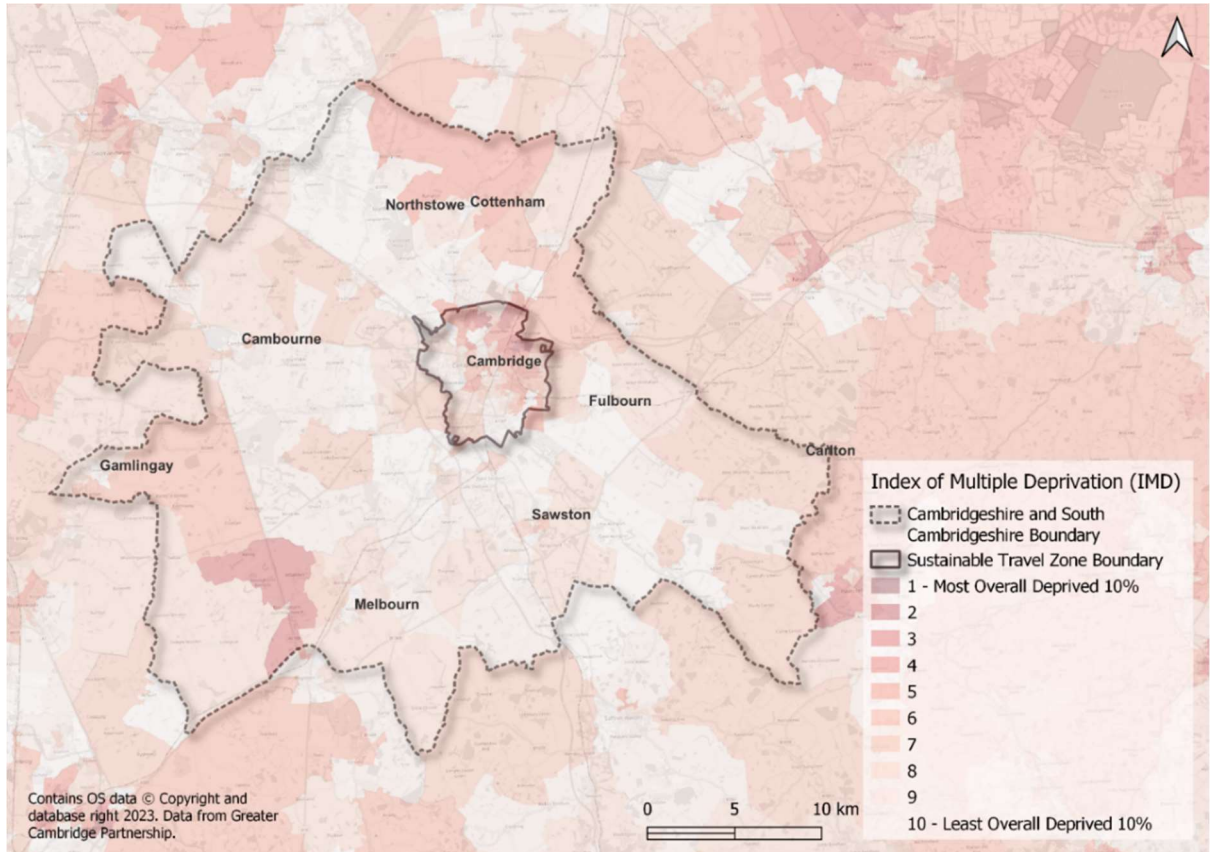 Northstowe Cottenham
Cambourne
Cambridge
Fulbourn
Carlton
Gamlingay
Sawston
Melbourn
Index of Multiple Deprivation (IMD)
Cambridgeshire and South
Cambridgeshire Boundary
Sustainable Travel Zone Boundary
1 - Most Overall Deprived 10%
2
3
4
5
6
7
8
9
10 - Least Overall Deprived 10%
0 5 10 km
Contains OS data © Copyright and
database right 2023. Data from Greater
Cambridge Partnership.